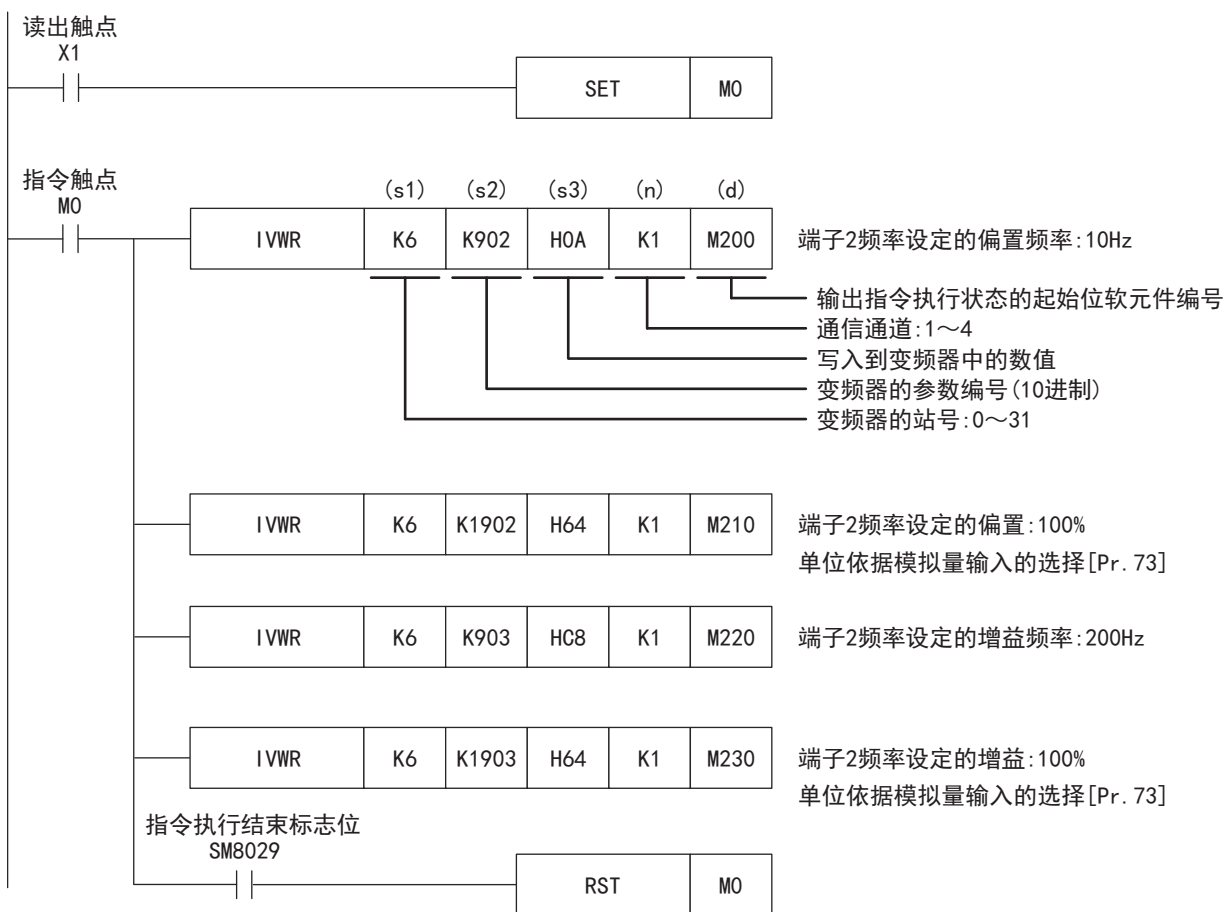 读出触点
X1
SET M0
指令触点
M0
(s1) (s2) (s3) (n) (d)
IVWR K6 K902 H0A K1 M200 端子2频率设定的偏置频率:10Hz
输出指令执行状态的起始位软元件编号
通信通道:1～4
写入到变频器中的数值
变频器的参数编号(10进制)
变频器的站号:0～31
IVWR K6 K1902 H64 K1 M210 端子2频率设定的偏置:100%
单位依据模拟量输入的选择[Pr.73]
IVWR K6 K903 HC8 K1 M220 端子2频率设定的增益频率:200Hz
IVWR K6 K1903 H64 K1 M230 端子2频率设定的增益:100%
单位依据模拟量输入的选择[Pr.73]
指令执行结束标志位
SM8029
RST M0